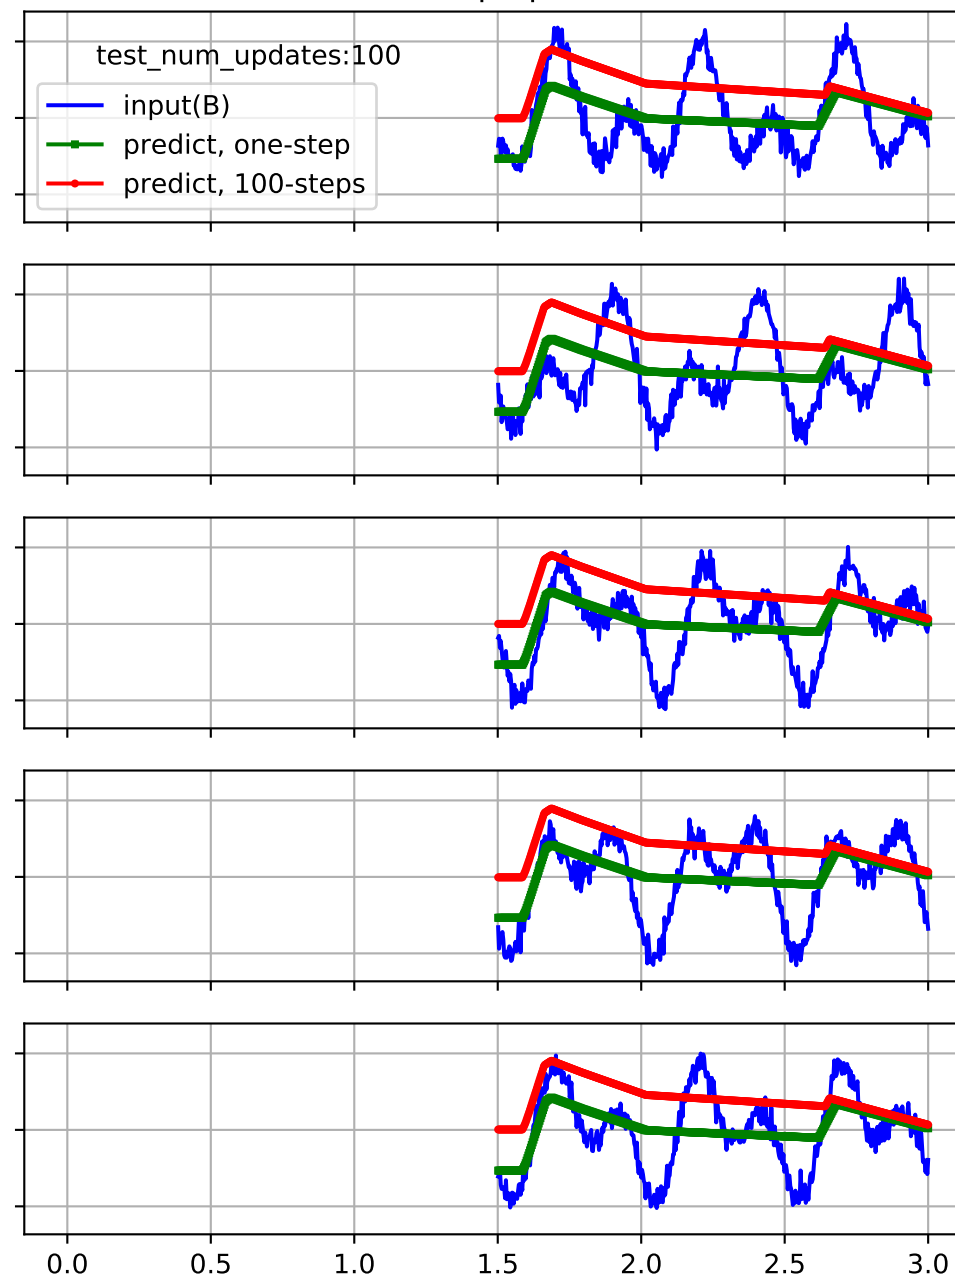 test_num_updates:100
input(B)
predict, one-step
predict, 100-steps
0.0 0.5 1.0 1.5 2.0 2.5 3.0